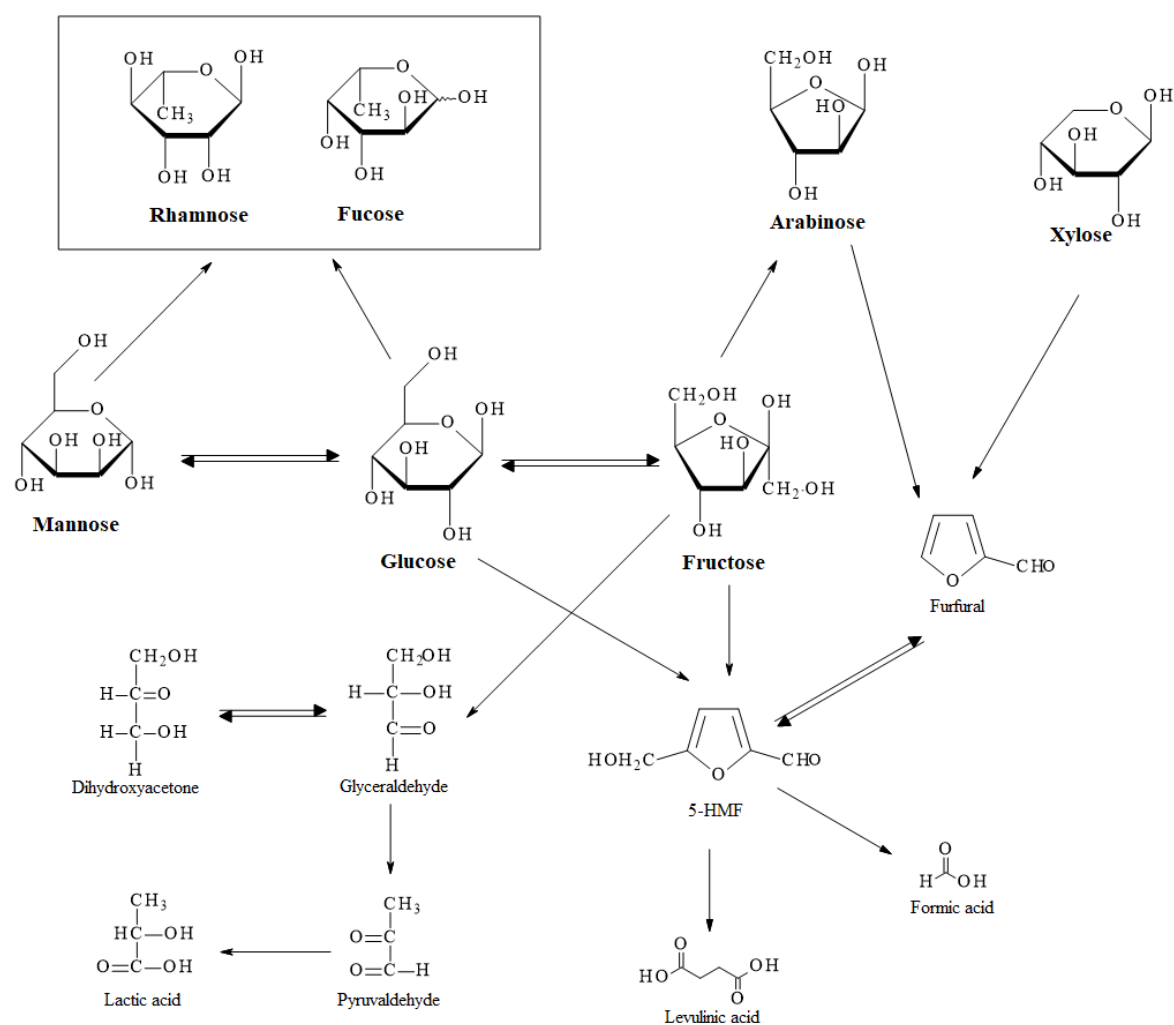 OH
O
OH
CH3
OH
OH
Rhamnose
O
OH
OH
CH3
OH
OH
Fucose
CH2OH
OH
O
HO
OH
Arabinose
OH
O
OH
OH
OH
Xylose
OH
O
OH
OH
OH
OH
Mannose
OH
O
OH
OH
OH
OH
Glucose
CH2OH
OH
O
HO
CH2·OH
OH
Fructose
O
CHO
Furfural
CH2OH
H–C=O
H–C–OH
H
Dihydroxyacetone
CH2OH
H–C–OH
C=O
H
Glyceraldehyde
HOH2C
O
CHO
5-HMF
O
H
OH
Formic acid
CH3
HC–OH
O=C–OH
Lactic acid
CH3
O=C
O=C–H
Pyruvaldehyde
O
HO
OH
O
Levulinic acid